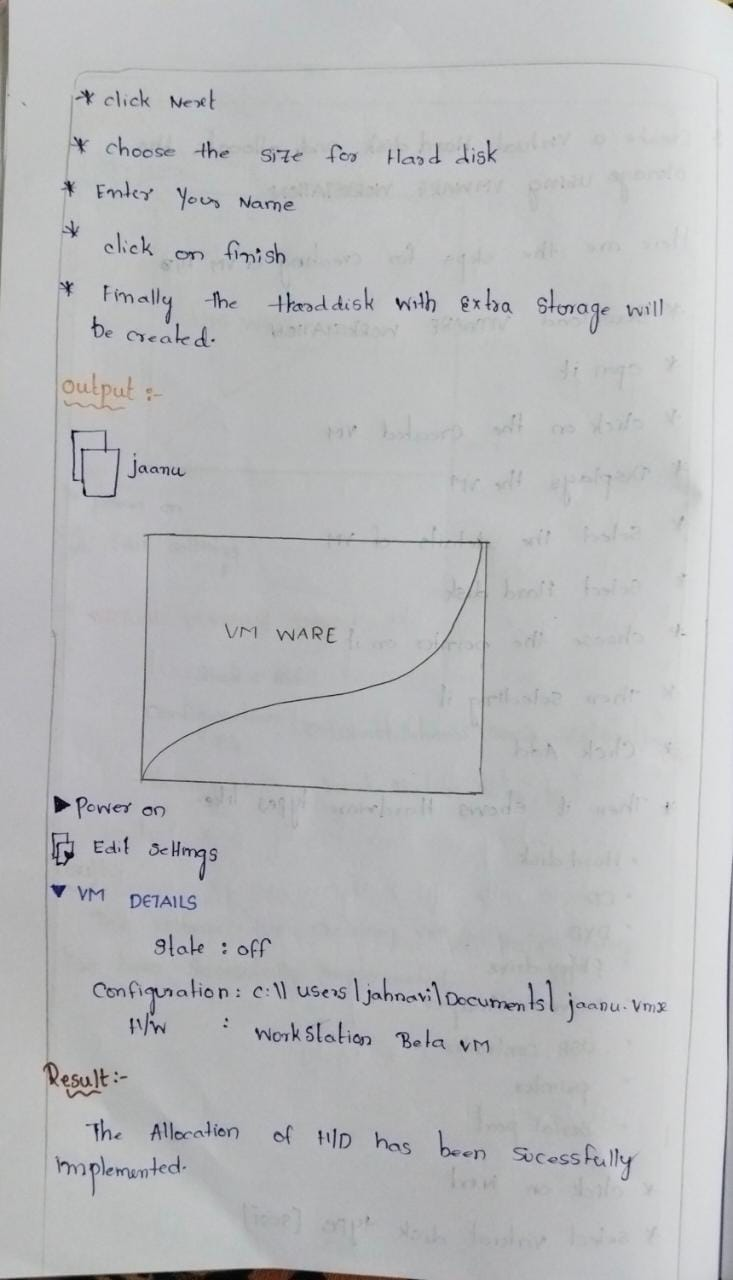 * click Next
* choose the size for Hard disk
* Enter Your Name
* click on finish
* Finally the Harddisk with Extra Storage will
be created.
output :-
jaanu
VM WARE
Power on
Edit Settings
VM DETAILS
State : off
Configuration : c:\\ users \ jahnavi \ Documents \ jaanu.vmx
H/W : Work Station Beta VM
Result :-
The Allocation of H/D has been Sucessfully
implemented.